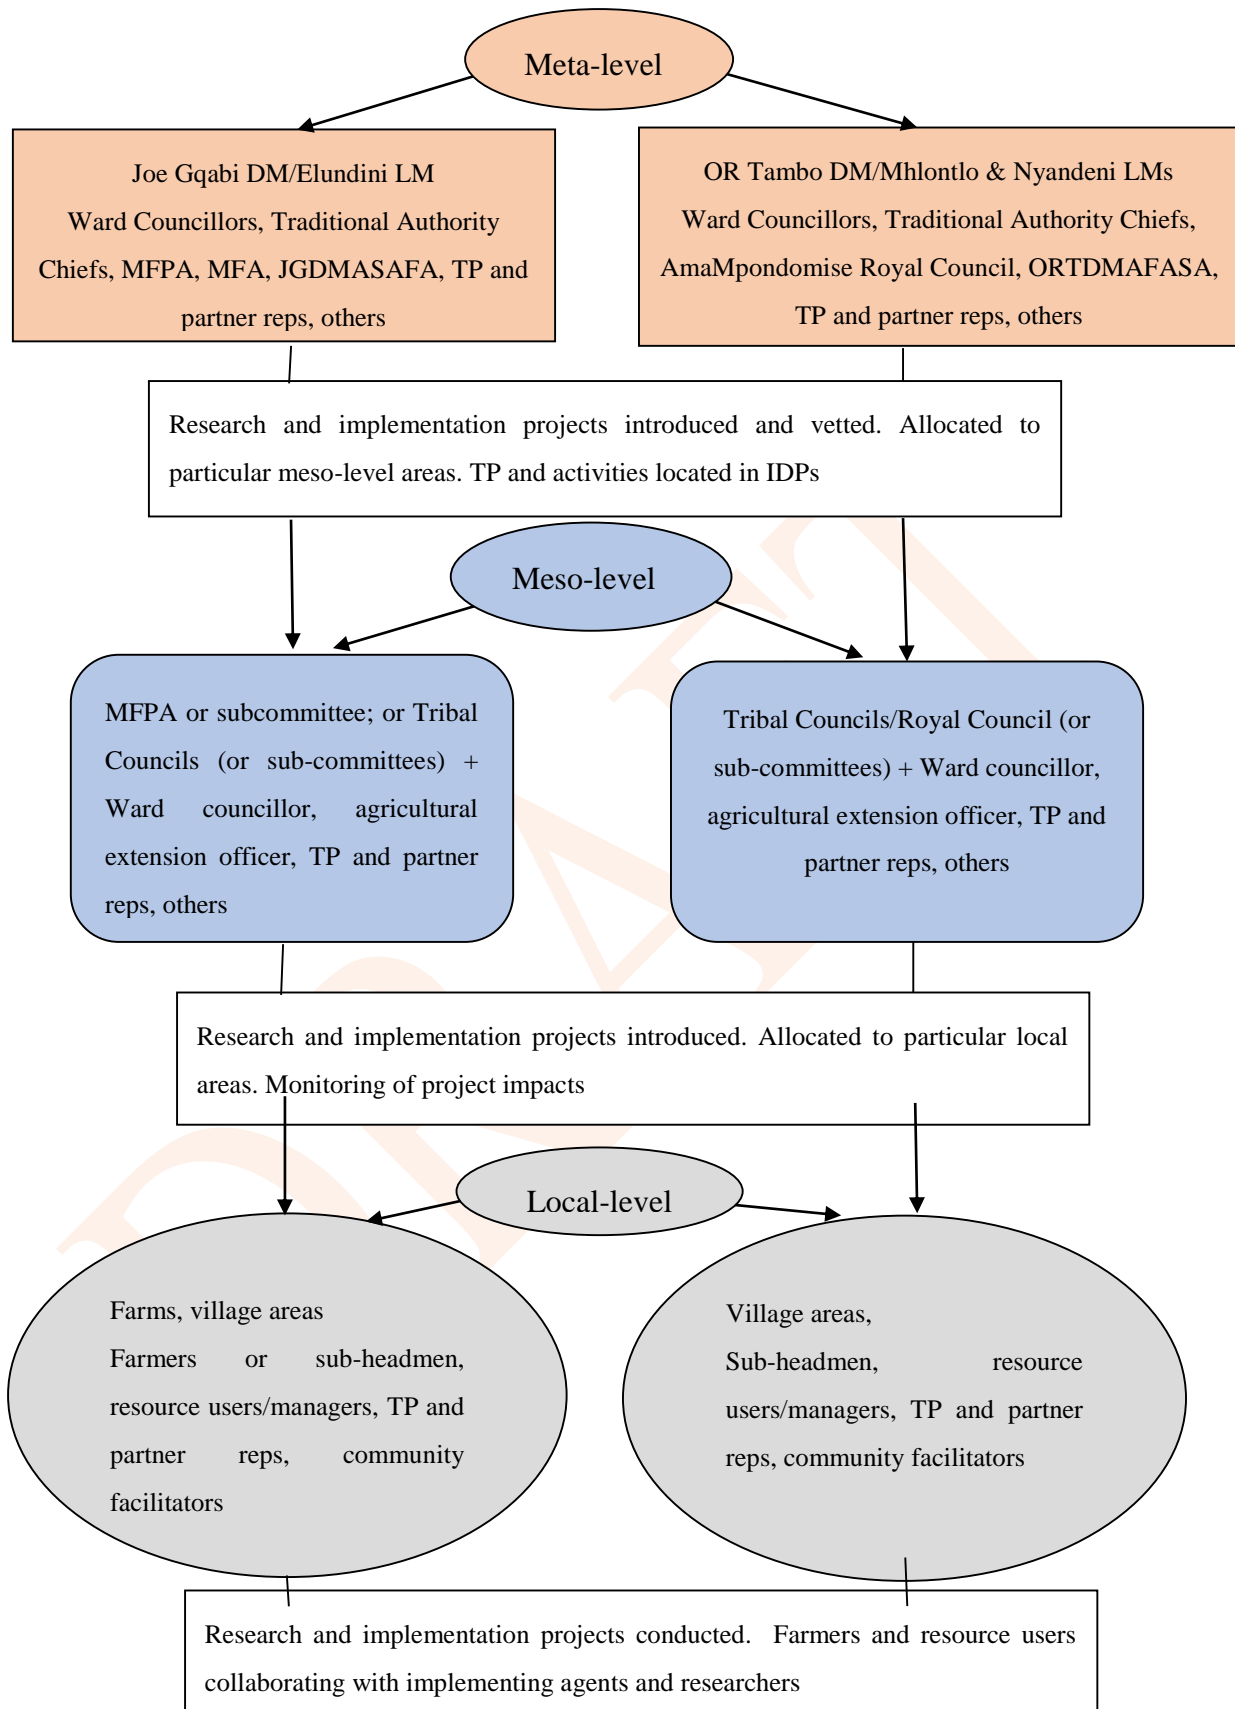 Meta-level
Joe Gqabi DM/Elundini LM
Ward Councillors, Traditional Authority
Chiefs, MFPA, MFA, JGDMASAFA, TP and
partner reps, others
OR Tambo DM/Mhlontlo & Nyandeni LMs
Ward Councillors, Traditional Authority Chiefs,
AmaMpondomise Royal Council, ORTDMAFASA,
TP and partner reps, others
Research and implementation projects introduced and vetted. Allocated to
particular meso-level areas. TP and activities located in IDPs
Meso-level
MFPA or subcommittee; or Tribal
Councils (or sub-committees) +
Ward councillor, agricultural
extension officer, TP and partner
reps, others
Tribal Councils/Royal Council (or
sub-committees) + Ward councillor,
agricultural extension officer, TP and
partner reps, others
Research and implementation projects introduced. Allocated to particular local
areas. Monitoring of project impacts
Local-level
Farms, village areas
Farmers or sub-headmen,
resource users/managers, TP and
partner reps, community
facilitators
Village areas,
Sub-headmen, resource
users/managers, TP and partner
reps, community facilitators
Research and implementation projects conducted. Farmers and resource users
collaborating with implementing agents and researchers
DRAFT